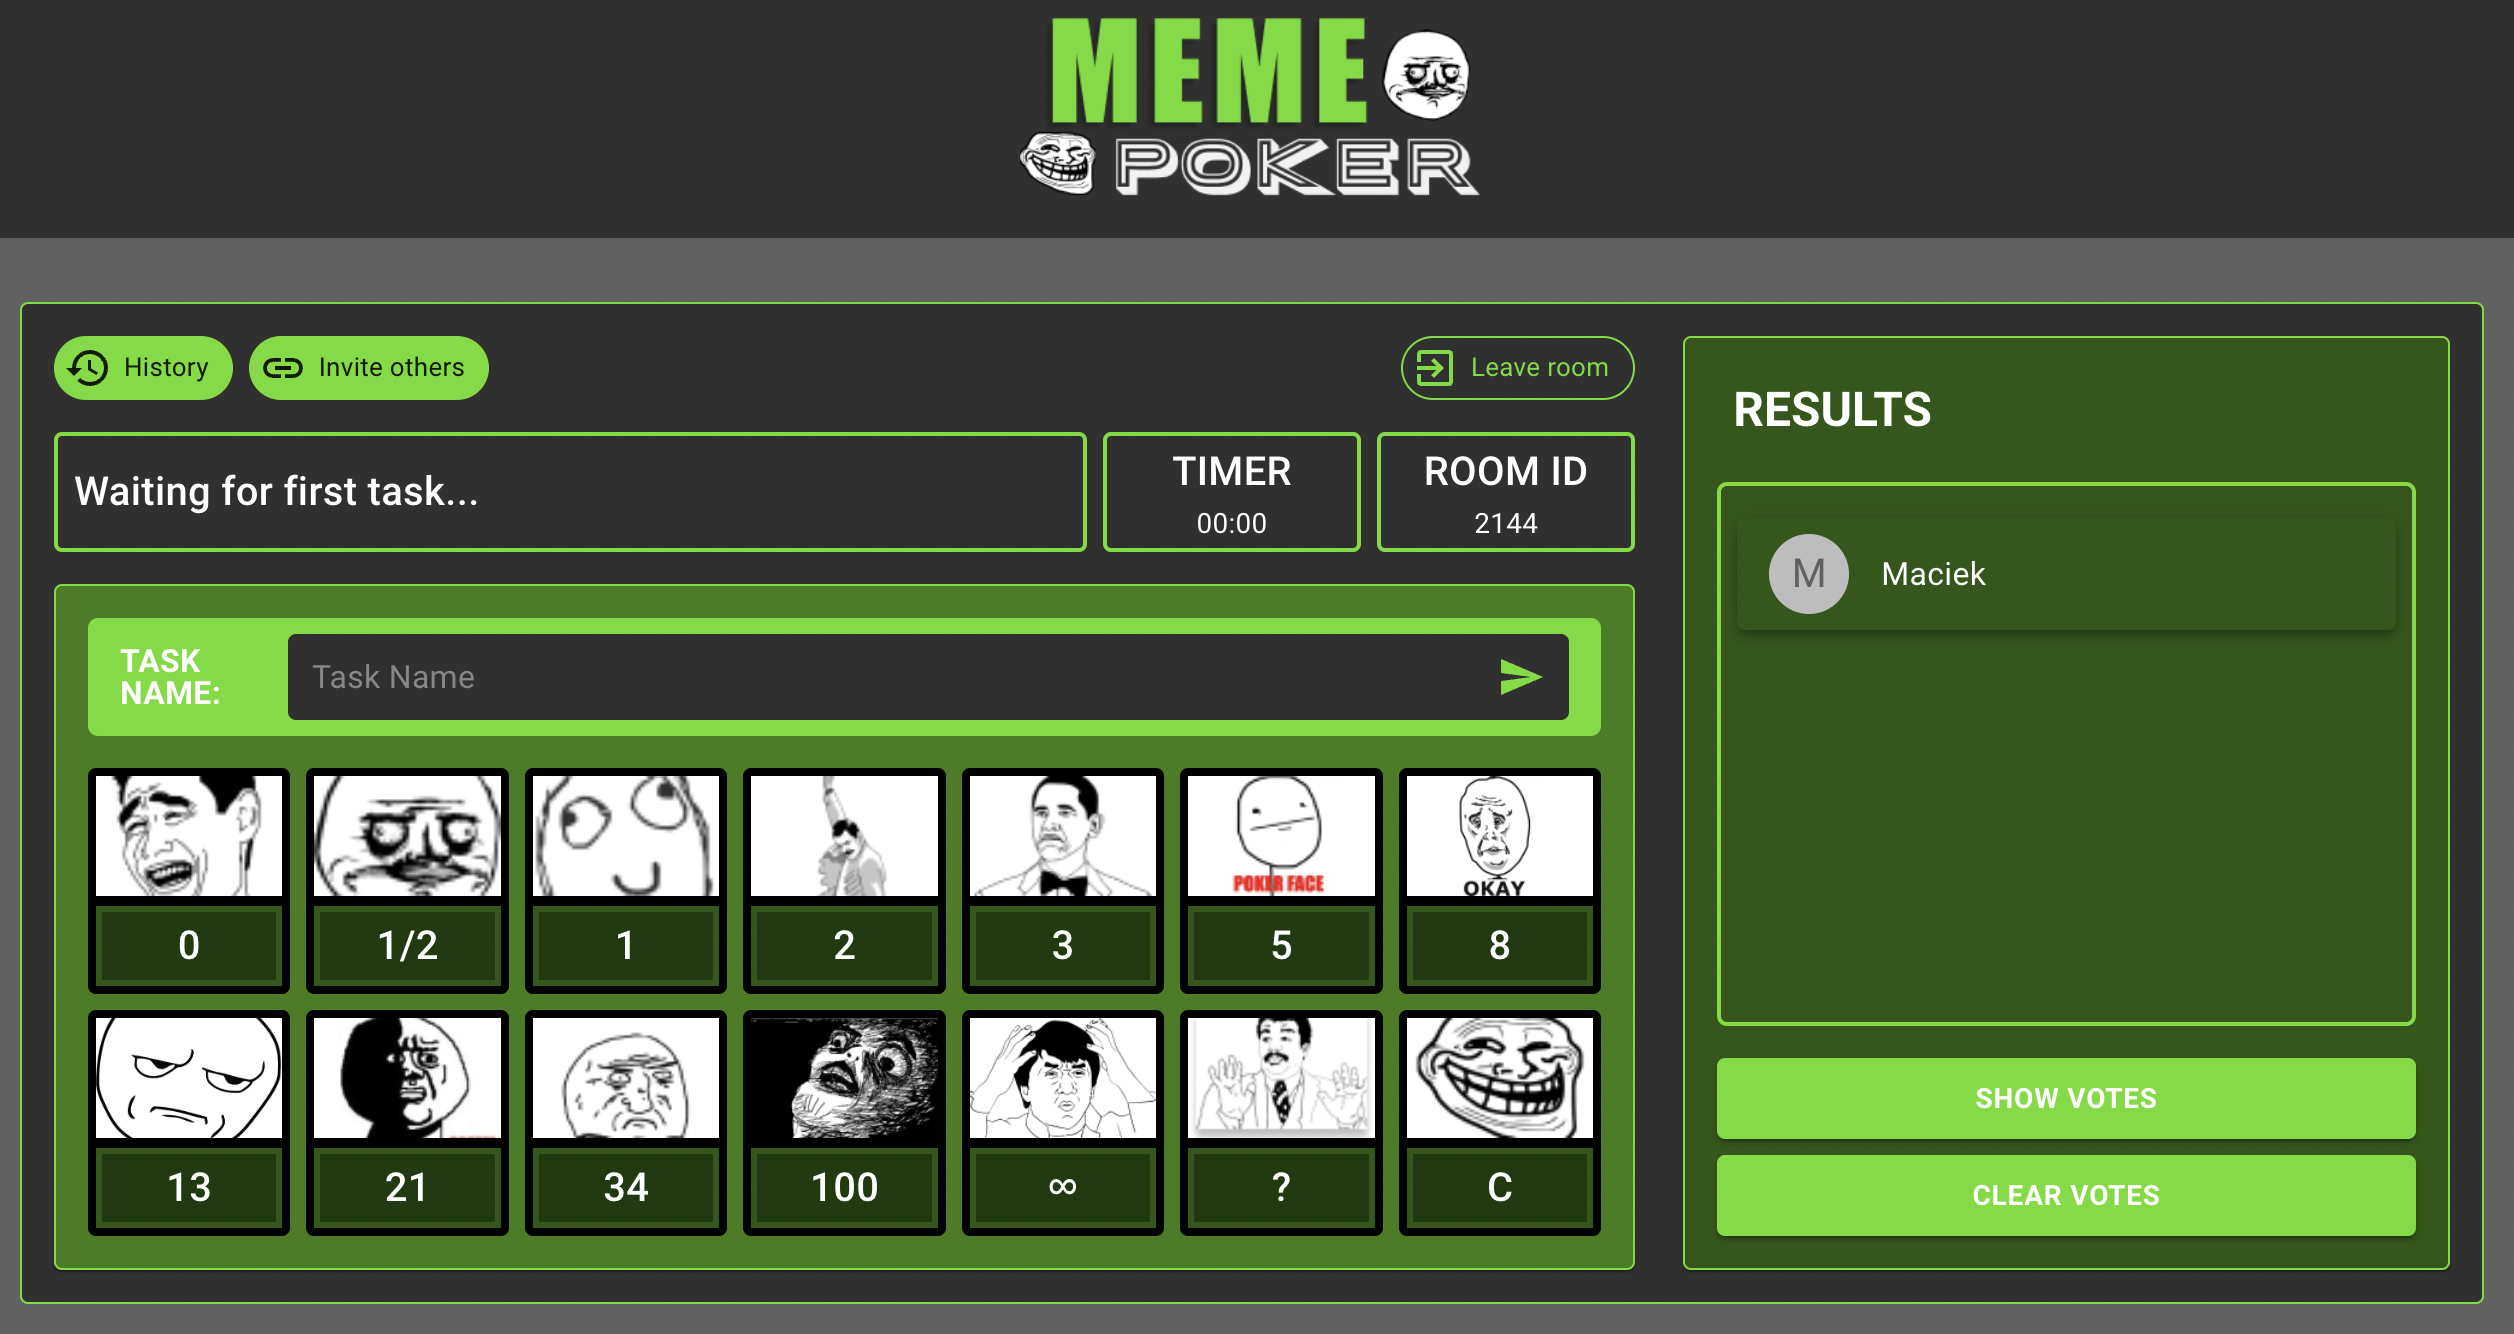 MEME
POKER
History
Invite others
Leave room
Waiting for first task...
TIMER
00:00
ROOM ID
2144
TASK
NAME:
Task Name
POKER FACE
OKAY
0
1/2
1
2
3
5
8
13
21
34
100
∞
?
C
RESULTS
M
Maciek
SHOW VOTES
CLEAR VOTES